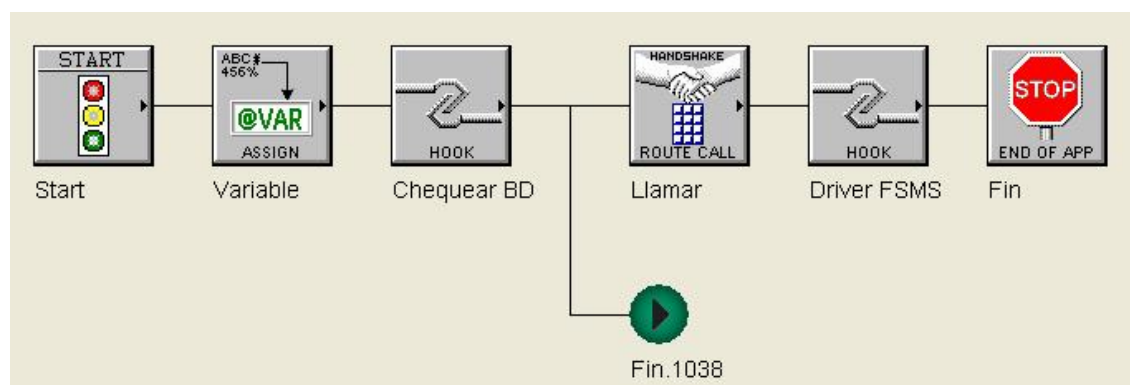 START
ABC#
456%
@VAR
ASSIGN
HOOK
HANDSHAKE
ROUTE CALL
HOOK
STOP
END OF APP
Start
Variable
Chequear BD
Llamar
Driver FSMS
Fin
Fin.1038